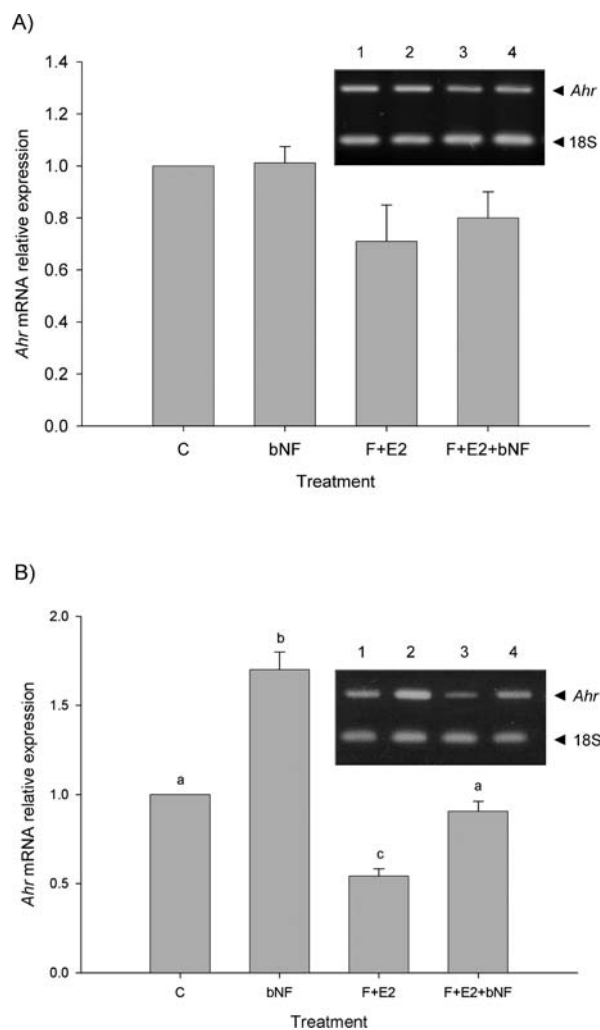 A)
Ahr mRNA relative expression
1.4
1.2
1.0
0.8
0.6
0.4
0.2
0.0
1 2 3 4
◄ Ahr
◄ 18S
C bNF F+E2 F+E2+bNF
Treatment
B)
Ahr mRNA relative expression
2.0
1.5
1.0
0.5
0.0
a
b
c
a
1 2 3 4
◄ Ahr
◄ 18S
C bNF F+E2 F+E2+bNF
Treatment